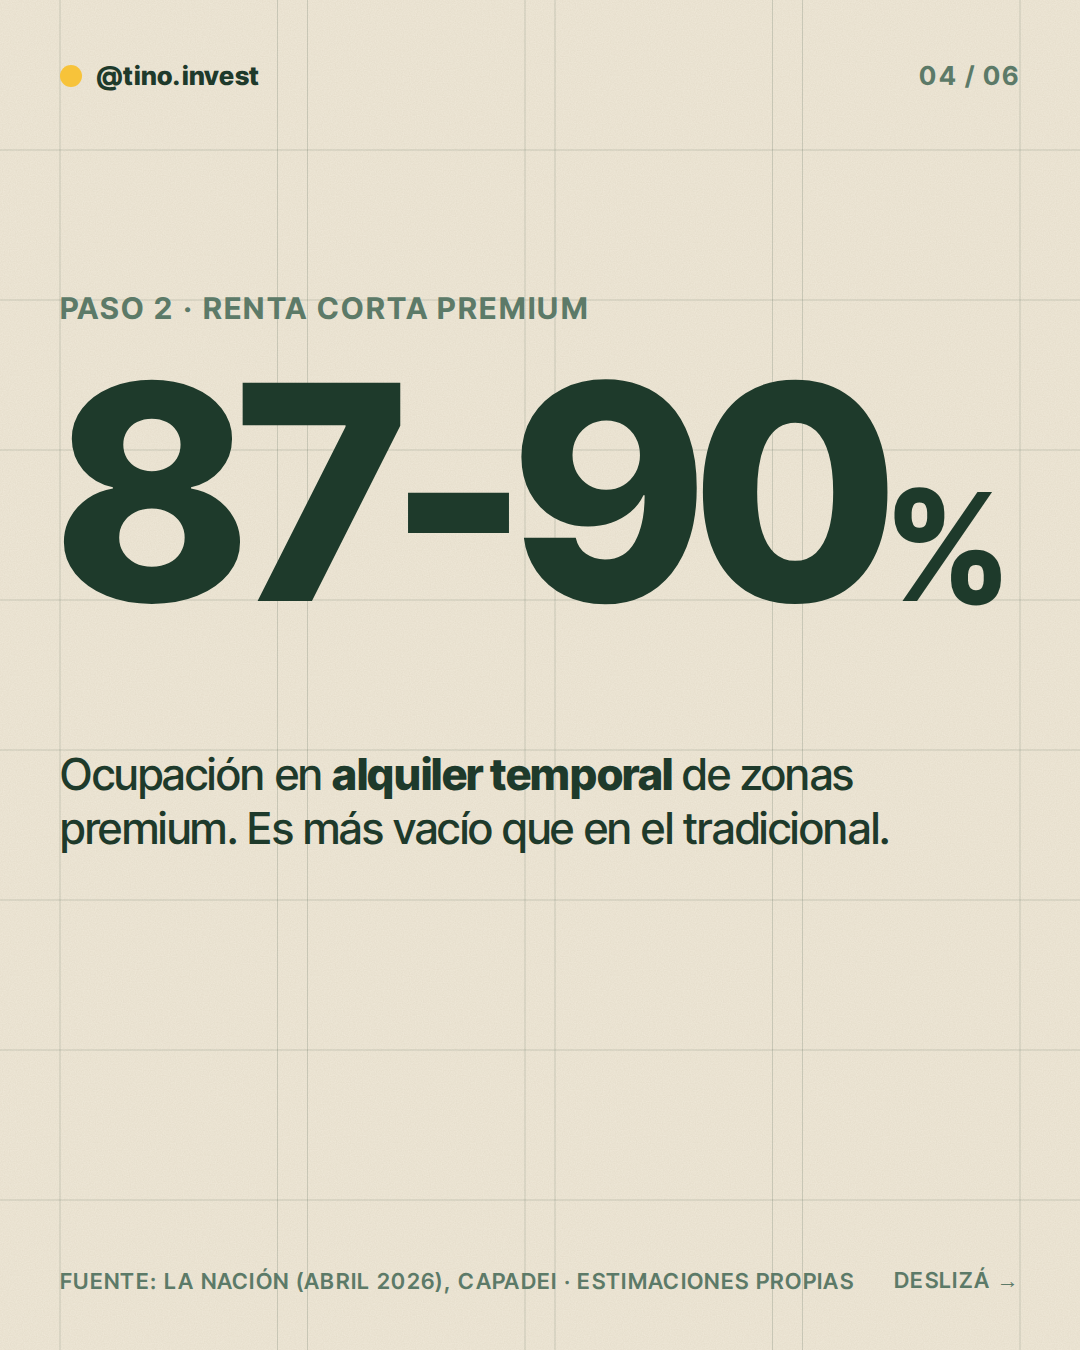 @tino.invest
04 / 06
PASO 2 · RENTA CORTA PREMIUM
87-90%
Ocupación en alquiler temporal de zonas
premium. Es más vacío que en el tradicional.
FUENTE: LA NACIÓN (ABRIL 2026), CAPADEI · ESTIMACIONES PROPIAS
DESLIZÁ →